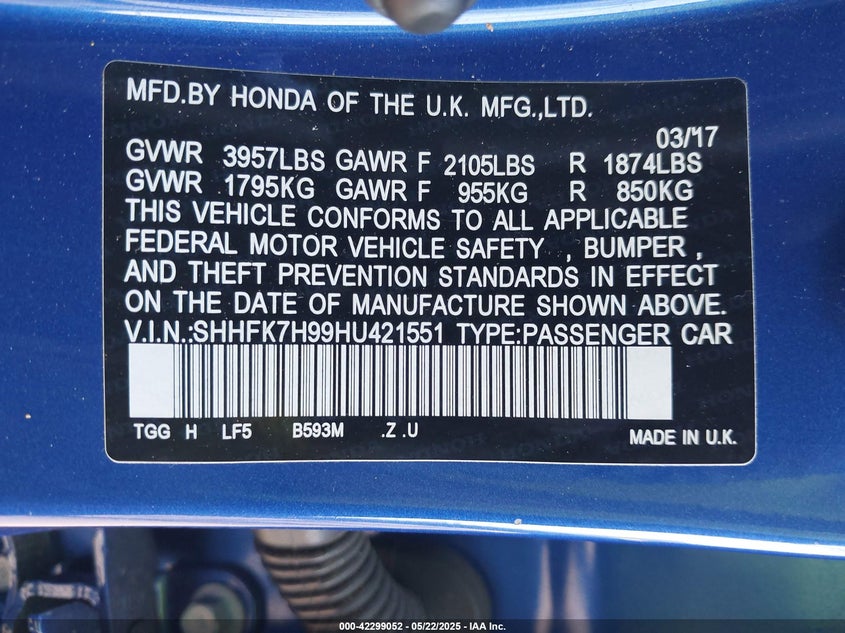 MFD.BY HONDA OF THE U.K. MFG.,LTD.
03/'17
GVWR 3957LBS GAWR F 2105LBS R 1874LBS
GVWR 1795KG GAWR F 955KG R 850KG
THIS VEHICLE CONFORMS TO ALL APPLICABLE
FEDERAL MOTOR VEHICLE SAFETY , BUMPER ,
AND THEFT PREVENTION STANDARDS IN EFFECT
ON THE DATE OF MANUFACTURE SHOWN ABOVE.
V.I.N.:SHHFK7H99HU421551 TYPE:PASSENGER CAR
TGG H LF5 B593M .Z .U
MADE IN U.K.
000-42299052 - 05/22/2025 - IAA Inc.